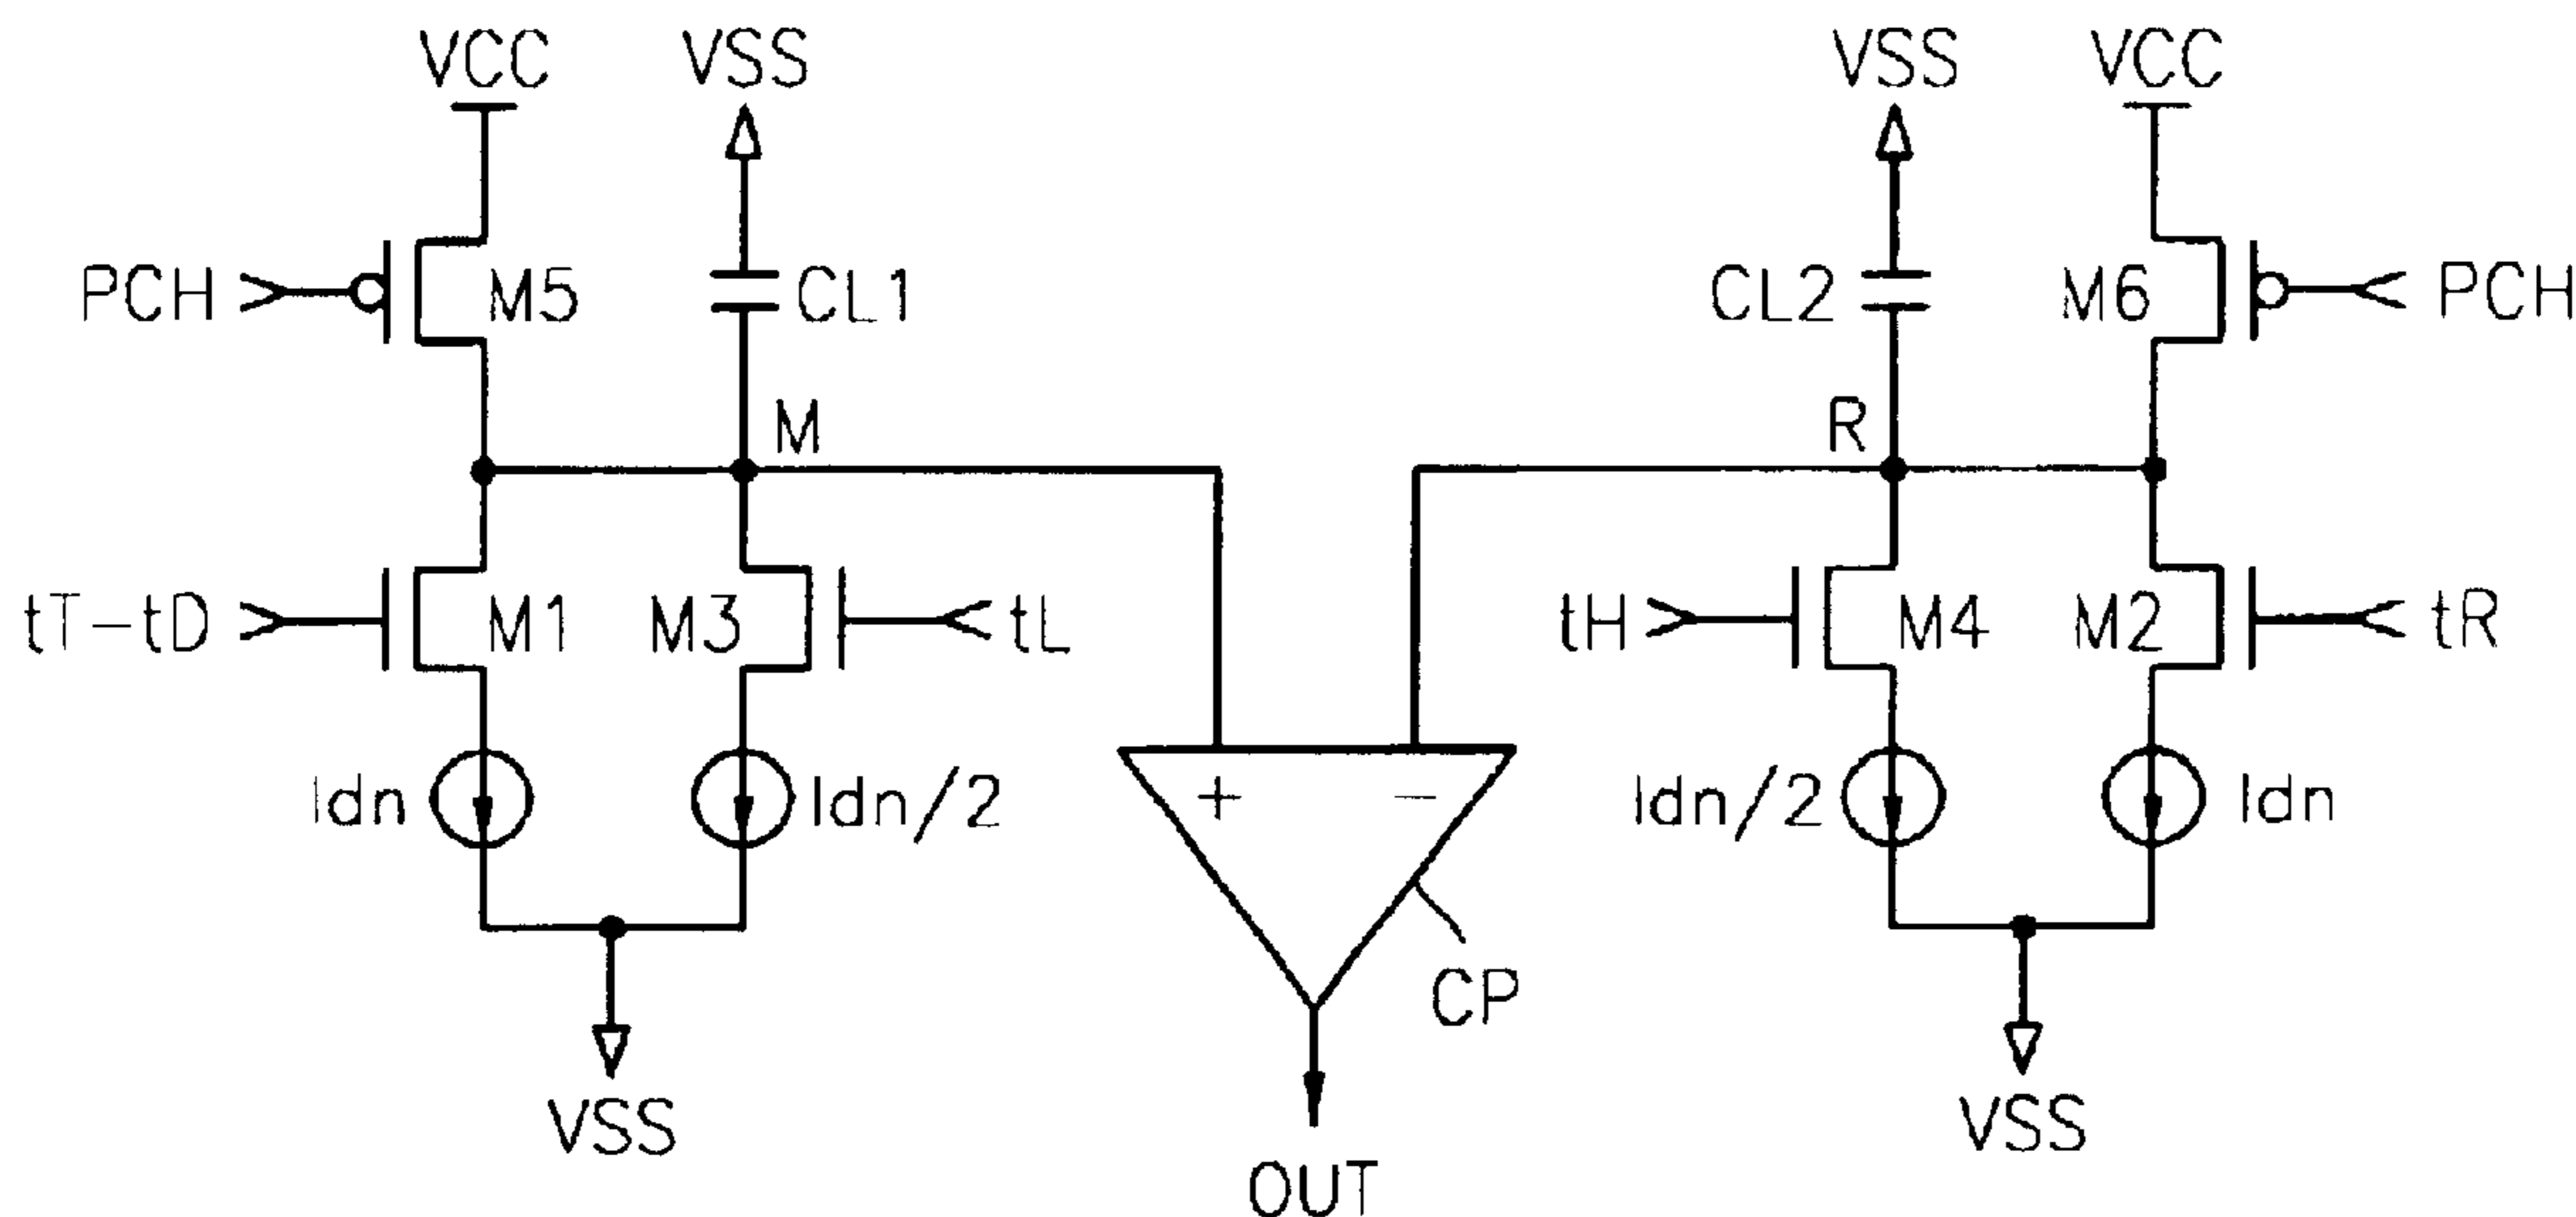 VCC VSS VSS VCC
PCH M5 CL1 CL2 M6 PCH
M R
tT-tD M1 M3 tL tH M4 M2 tR
Idn Idn/2 + - Idn/2 Idn
CP
VSS VSS
OUT